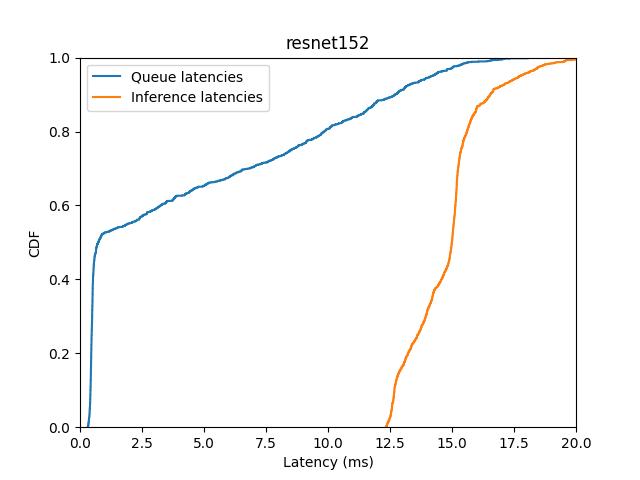 resnet152
1.0
0.8
0.6
0.4
0.2
0.0
CDF
Queue latencies
Inference latencies
0.0 2.5 5.0 7.5 10.0 12.5 15.0 17.5 20.0
Latency (ms)